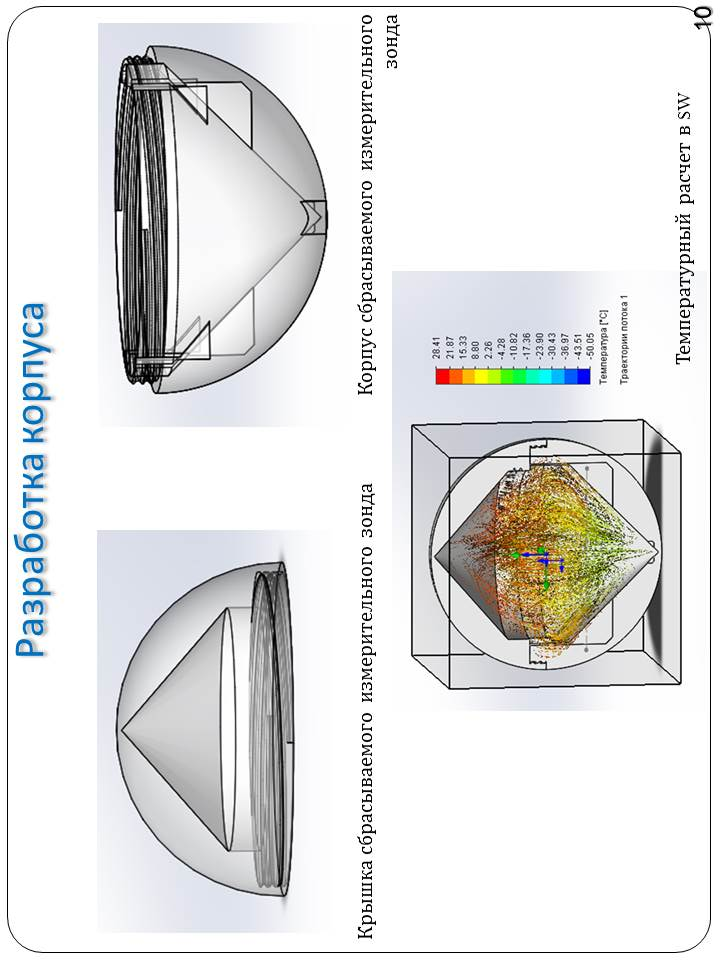 Разработка корпуса
Крышка сбрасываемого измерительного зонда
Корпус сбрасываемого измерительного
зонда
28.41
21.87
15.33
8.80
2.26
-4.28
-10.82
-17.36
-23.90
-30.43
-36.97
-43.51
-50.05
Температура [°C]
Траектории потока 1
Температурный расчет в SW
10